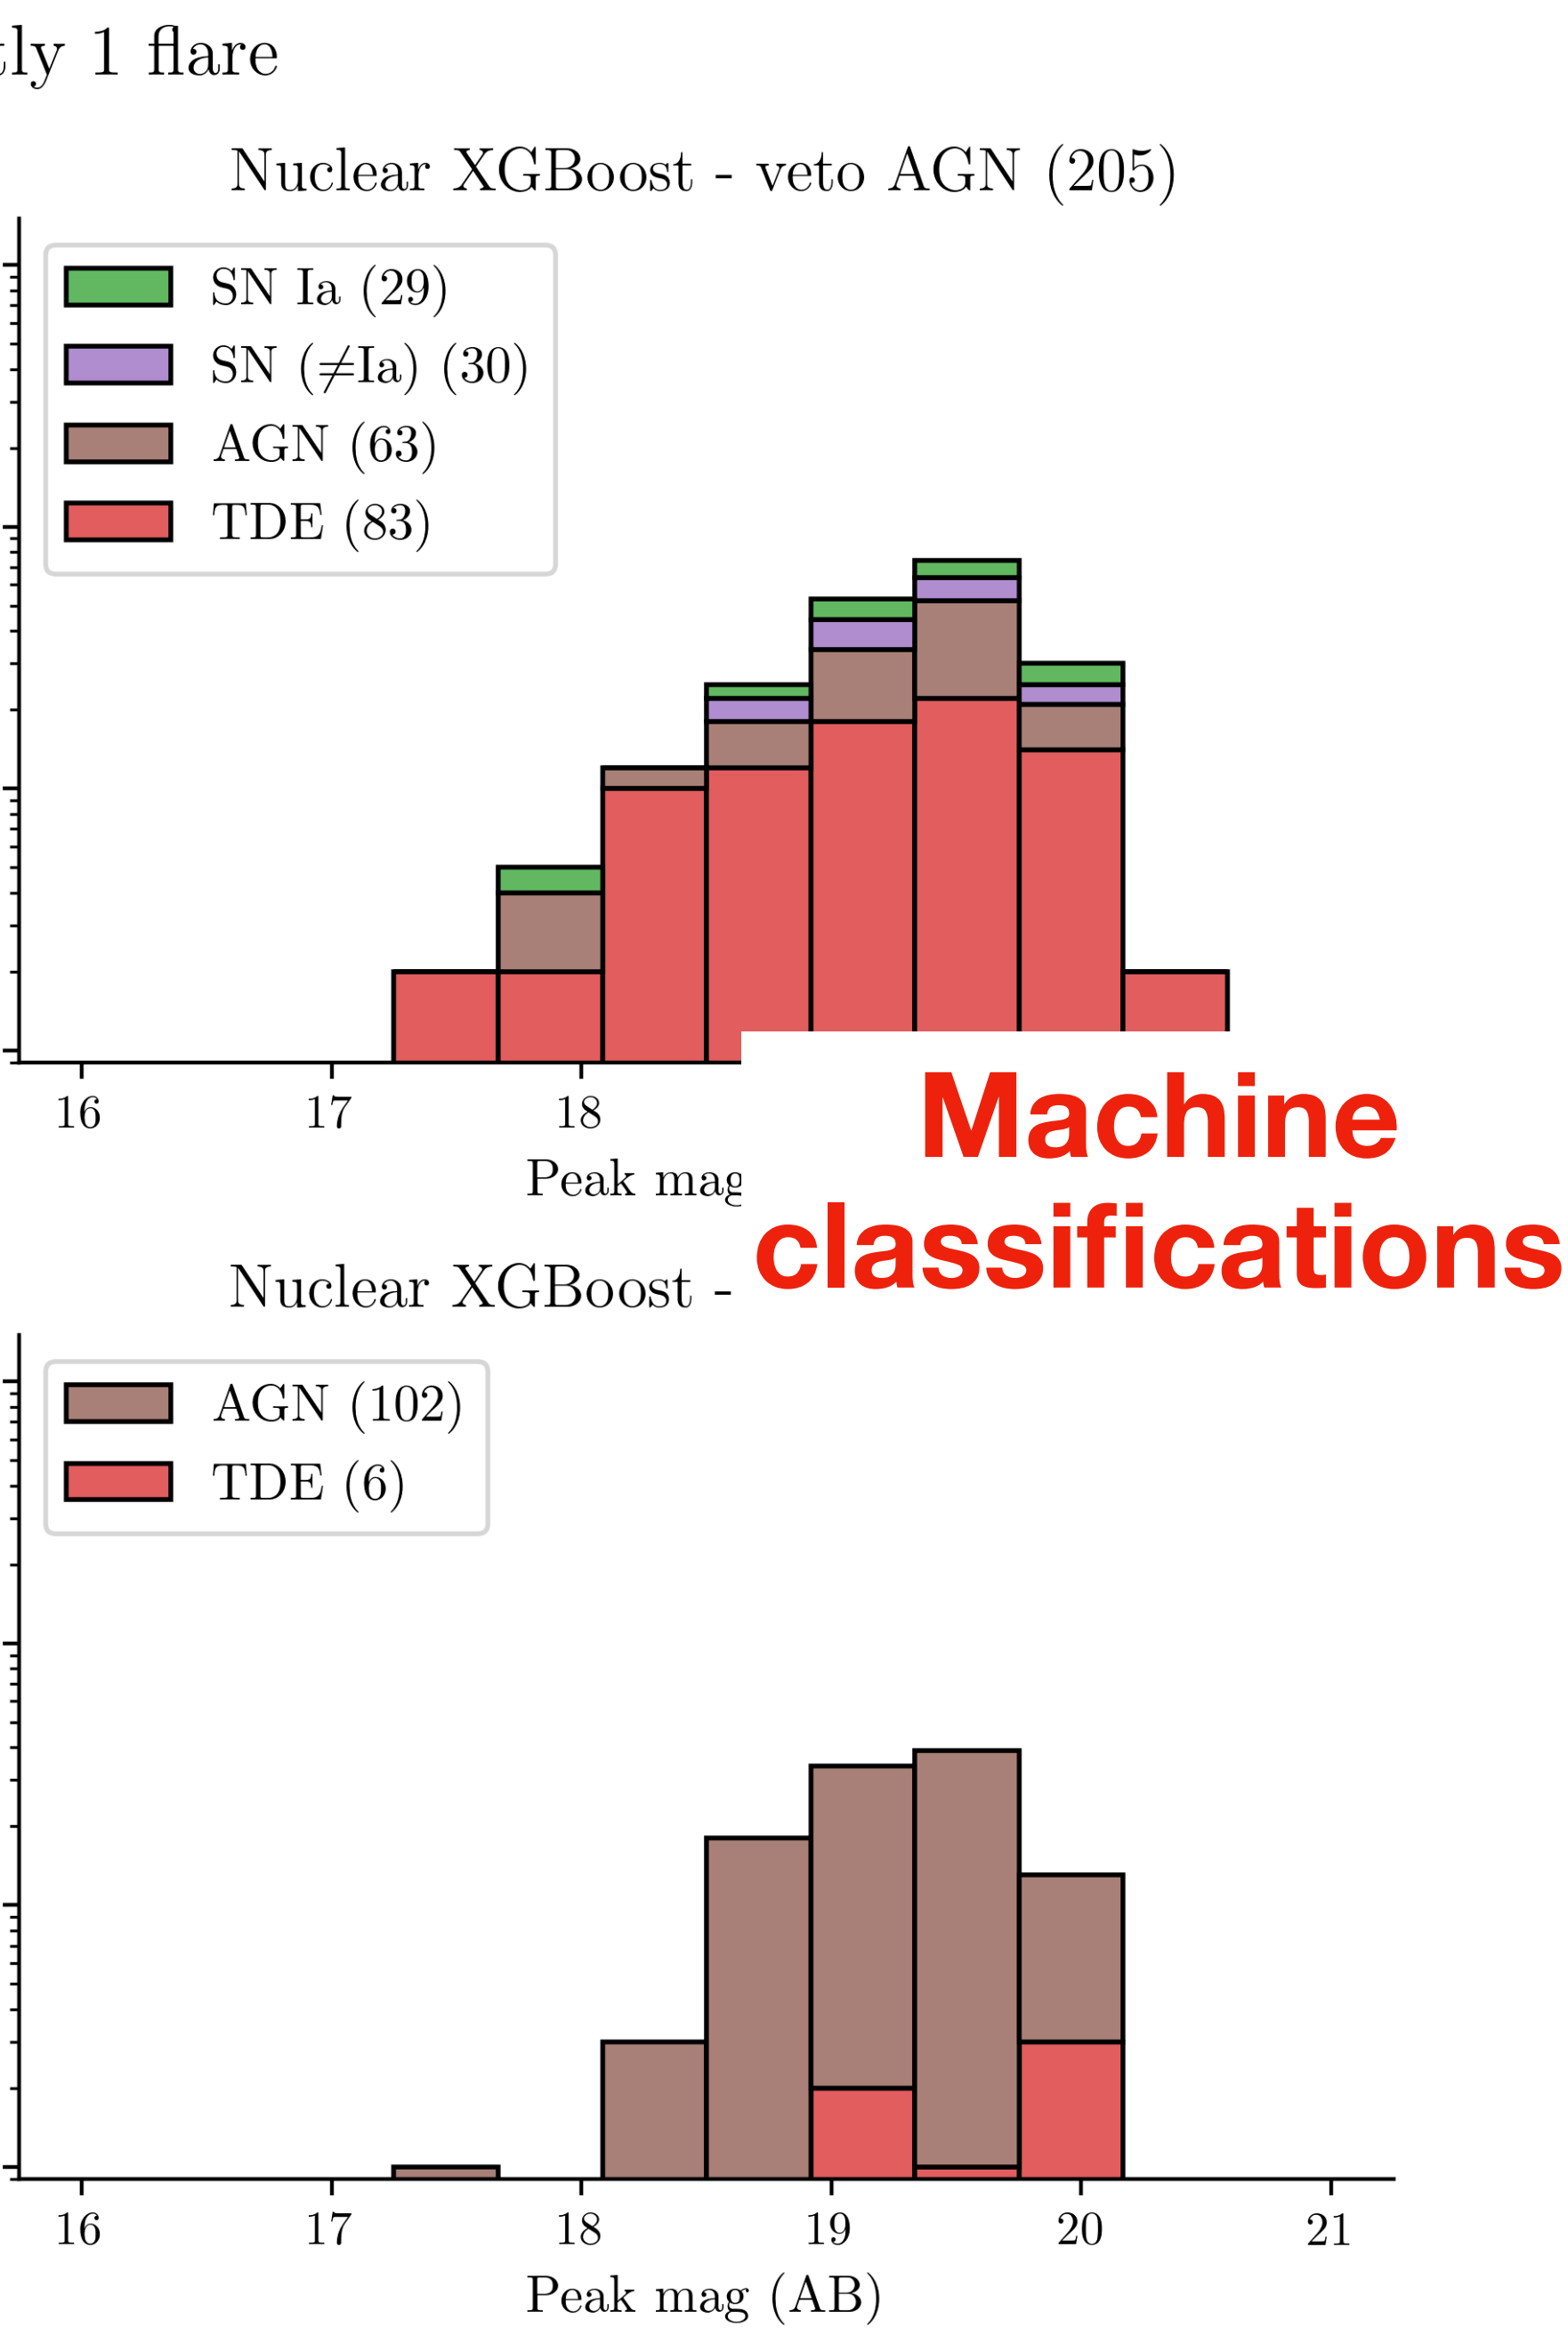 tly 1 flare
Nuclear XGBoost - veto AGN (205)
SN Ia (29)
SN (≠Ia) (30)
AGN (63)
TDE (83)
16 17 18
Peak mag
Machine
classifications
Nuclear XGBoost -
AGN (102)
TDE (6)
16 17 18 19 20 21
Peak mag (AB)